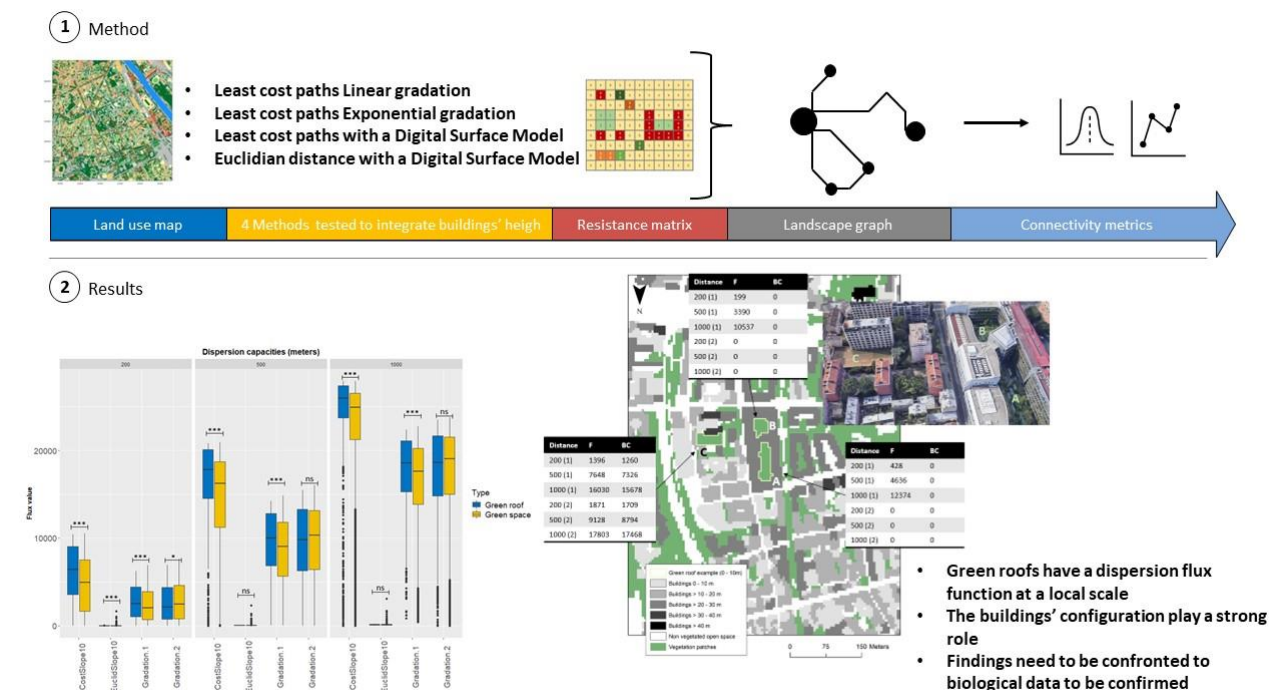 1 Method
• Least cost paths Linear gradation
• Least cost paths Exponential gradation
• Least cost paths with a Digital Surface Model
• Euclidian distance with a Digital Surface Model
Land use map
4 Methods tested to integrate buildings' heigh
Resistance matrix
Landscape graph
Connectivity metrics
2 Results
Dispersion capacities (meters)
200 500 1000
Flux value
20000
10000
0
***
***
***
*
***
ns
***
ns
***
ns
***
ns
CostSlope10
EuclidSlope10
Gradation.1
Gradation.2
CostSlope10
EuclidSlope10
Gradation.1
Gradation.2
CostSlope10
EuclidSlope10
Gradation.1
Gradation.2
Type
Green roof
Green space
N
Distance F BC
200 (1) 199 0
500 (1) 3390 0
1000 (1) 10537 0
200 (2) 0 0
500 (2) 0 0
1000 (2) 0 0
Distance F BC
200 (1) 1396 1260
500 (1) 7648 7326
1000 (1) 16030 15678
200 (2) 1871 1709
500 (2) 9128 8794
1000 (2) 17803 17468
Distance F BC
200 (1) 428 0
500 (1) 4636 0
1000 (1) 12374 0
200 (2) 0 0
500 (2) 0 0
1000 (2) 0 0
B
C
A
B
C
A
Green roof example (0 - 10m)
Buildings 0 - 10 m
Buildings > 10 - 20 m
Buildings > 20 - 30 m
Buildings > 30 - 40 m
Buildings > 40 m
Non vegetated open space
Vegetation patches
0 75 150 Meters
• Green roofs have a dispersion flux
function at a local scale
• The buildings' configuration play a strong
role
• Findings need to be confronted to
biological data to be confirmed